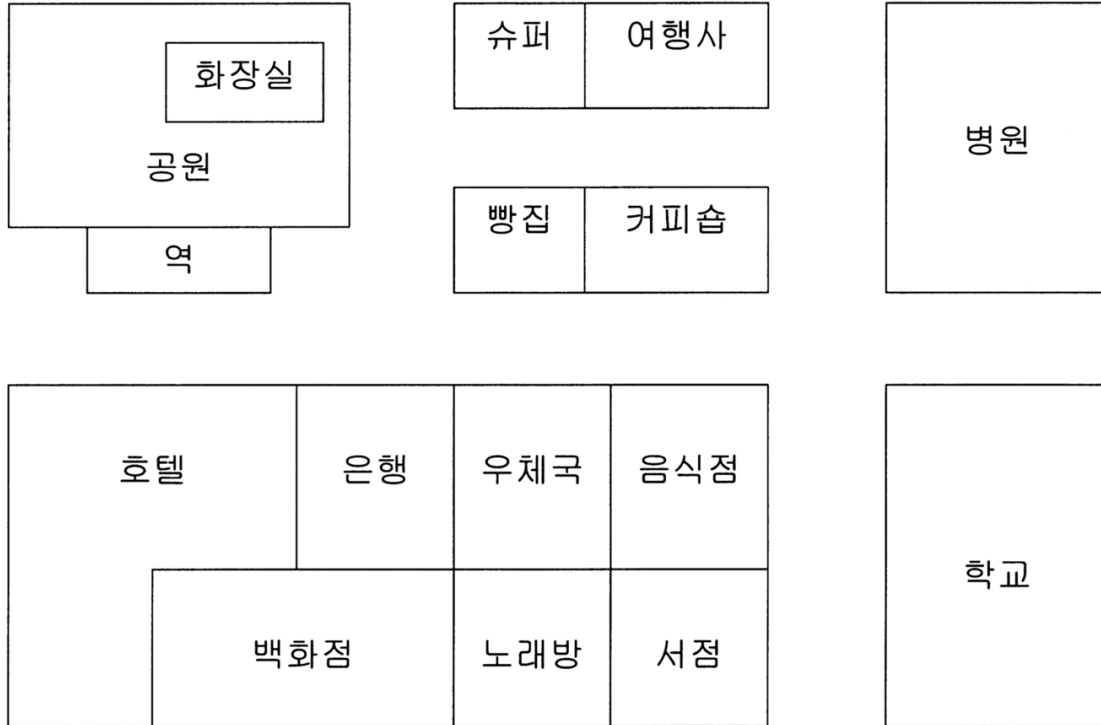 슈퍼 여행사
화장실
병원
공원
빵집 커피숍
역
호텔 은행 우체국 음식점
학교
백화점 노래방 서점